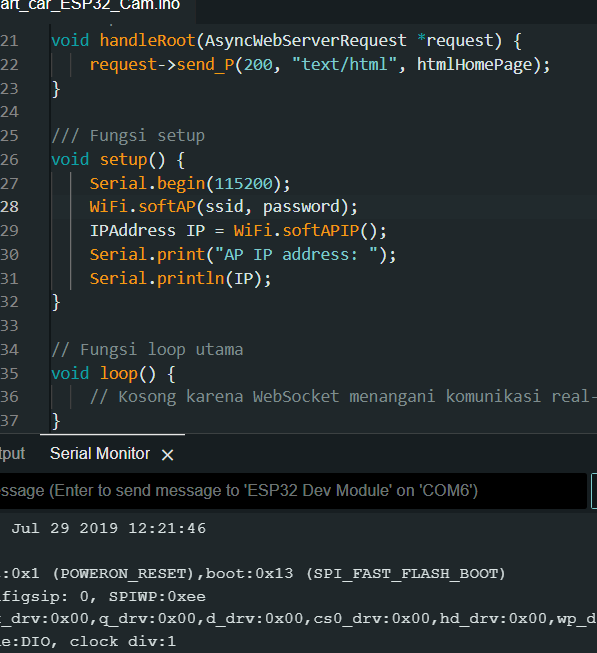 art_car_ESP32_Cam.ino
21 void handleRoot(AsyncWebServerRequest *request) {
22 request->send_P(200, "text/html", htmlHomePage);
23 }
24
25 /// Fungsi setup
26 void setup() {
27 Serial.begin(115200);
28 WiFi.softAP(ssid, password);
29 IPAddress IP = WiFi.softAPIP();
30 Serial.print("AP IP address: ");
31 Serial.println(IP);
32 }
33
34 // Fungsi loop utama
35 void loop() {
36 // Kosong karena WebSocket menangani komunikasi real-
37 }
tput Serial Monitor ×
essage (Enter to send message to 'ESP32 Dev Module' on 'COM6')
Jul 29 2019 12:21:46
:0x1 (POWERON_RESET),boot:0x13 (SPI_FAST_FLASH_BOOT)
figsip: 0, SPIWP:0xee
_drv:0x00,q_drv:0x00,d_drv:0x00,cs0_drv:0x00,hd_drv:0x00,wp_d
e:DIO, clock div:1